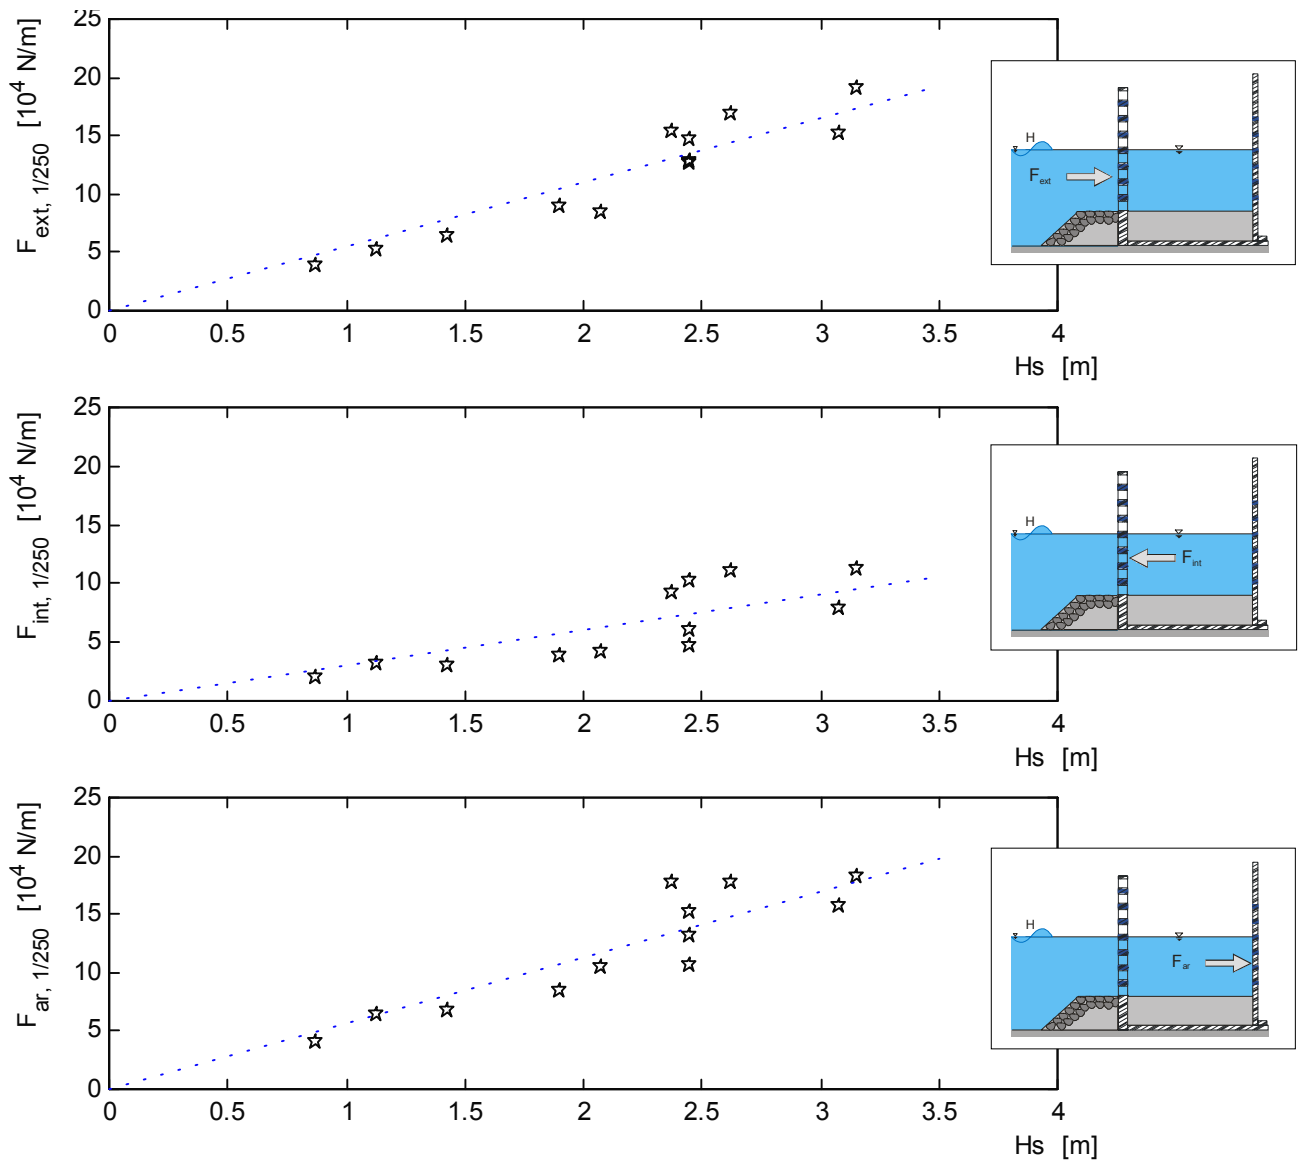 F_ext, 1/250 [10^4 N/m]
25
20
15
10
5
0
0 0.5 1 1.5 2 2.5 3 3.5 4
Hs [m]
H
F_ext
F_int, 1/250 [10^4 N/m]
25
20
15
10
5
0
0 0.5 1 1.5 2 2.5 3 3.5 4
Hs [m]
H
F_int
F_ar, 1/250 [10^4 N/m]
25
20
15
10
5
0
0 0.5 1 1.5 2 2.5 3 3.5 4
Hs [m]
H
F_ar